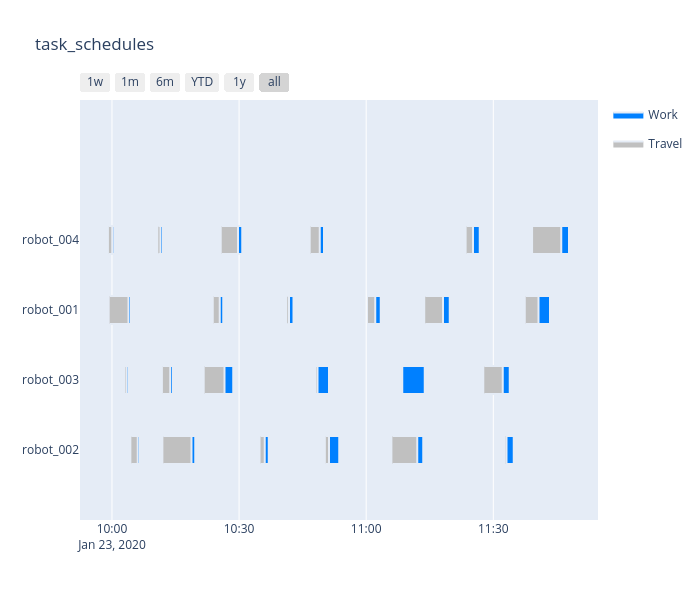 task_schedules
1w 1m 6m YTD 1y all
Work
Travel
robot_004
robot_001
robot_003
robot_002
10:00 10:30 11:00 11:30
Jan 23, 2020